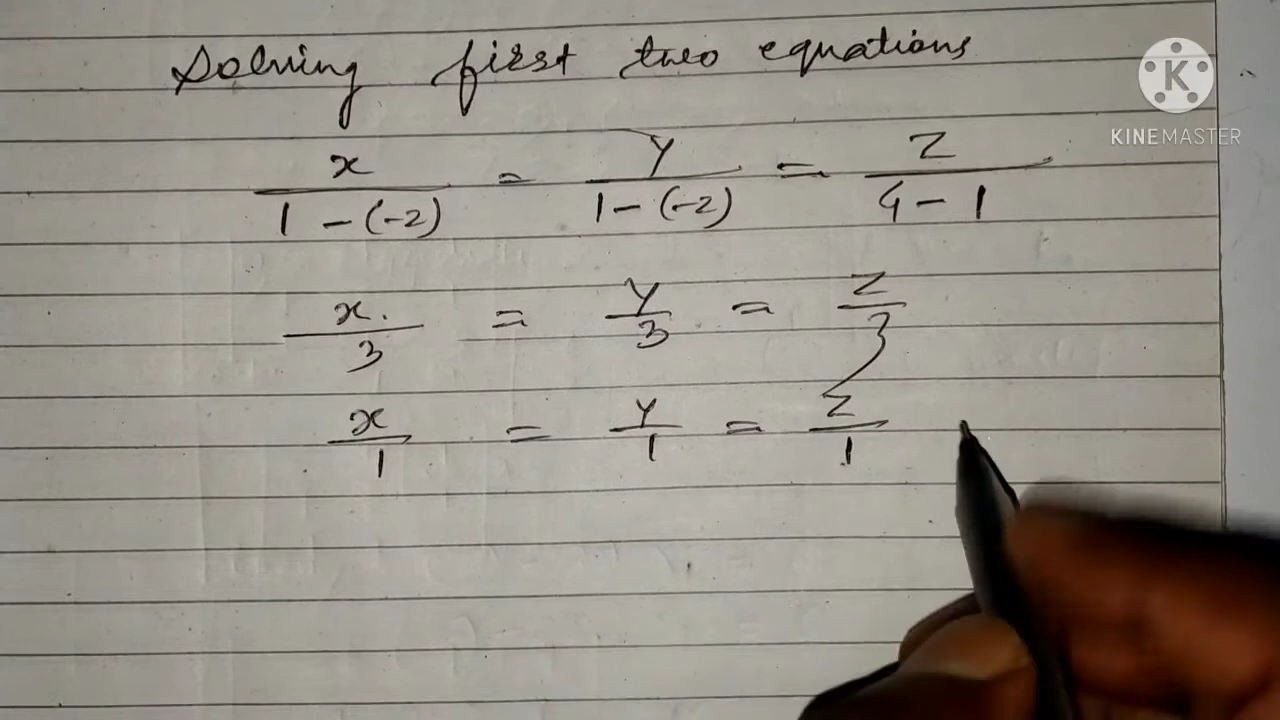 Solving first two equations
K
KINEMASTER
x/(1-(-2)) = y/(1-(-2)) = z/(4-1)
x/3 = y/3 = z/3
x/1 = y/1 = z/1